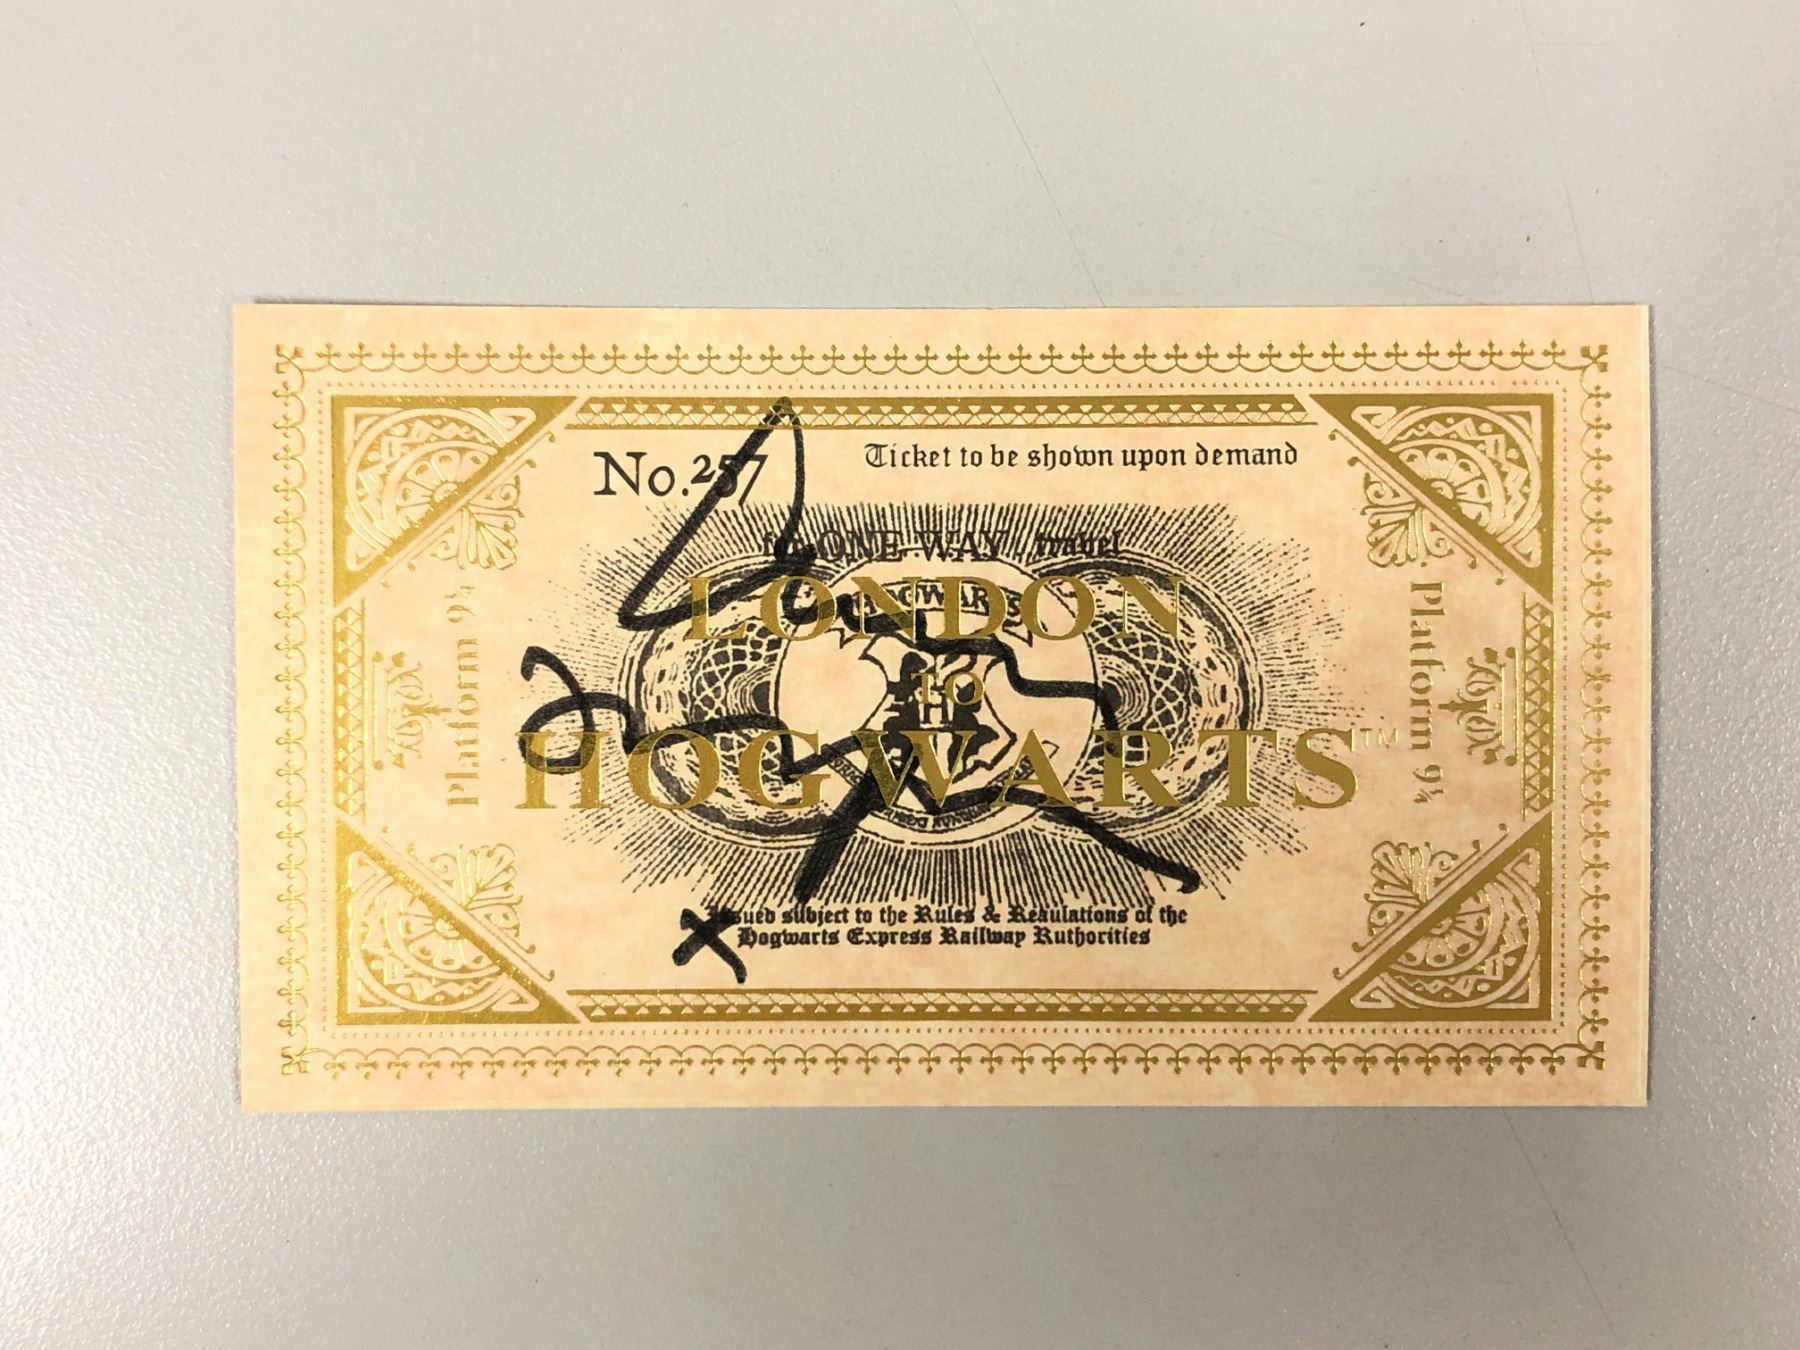 No.257
Ticket to be shown upon demand
for ONE WAY travel
LONDON
HOGWARTS
TO
H
HOGWARTS™
Platform 9¾
Platform 9¾
Issued subject to the Rules & Regulations of the
Hogwarts Express Railway Authorities